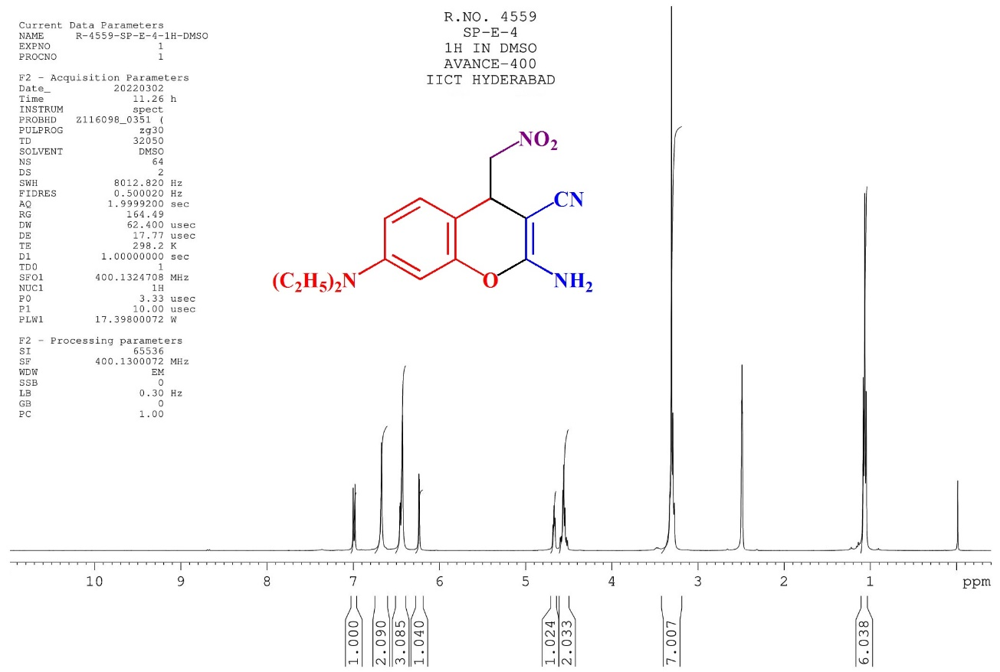 Current Data Parameters
NAME R-4559-SP-E-4-1H-DMSO
EXPNO 1
PROCNO 1
F2 - Acquisition Parameters
Date_ 20220302
Time 11.26 h
INSTRUM spect
PROBHD Z116098_0351 (
PULPROG zg30
TD 32050
SOLVENT DMSO
NS 64
DS 2
SWH 8012.820 Hz
FIDRES 0.500020 Hz
AQ 1.9999200 sec
RG 164.49
DW 62.400 usec
DE 17.77 usec
TE 298.2 K
D1 1.00000000 sec
TD0 1
SFO1 400.1324708 MHz
NUC1 1H
P0 3.33 usec
P1 10.00 usec
PLW1 17.39800072 W
F2 - Processing parameters
SI 65536
SF 400.1300072 MHz
WDW EM
SSB 0
LB 0.30 Hz
GB 0
PC 1.00
R.NO. 4559
SP-E-4
1H IN DMSO
AVANCE-400
IICT HYDERABAD
NO2
CN
(C2H5)2N
O
NH2
10 9 8 7 6 5 4 3 2 1 ppm
1.000
2.090
3.085
1.040
1.024
2.033
7.007
6.038